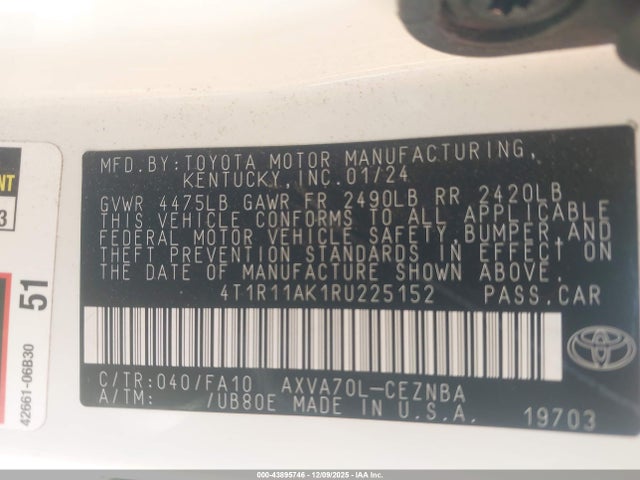 MFD.BY:TOYOTA MOTOR MANUFACTURING,
KENTUCKY,INC.01/24
GVWR 4475LB GAWR FR 2490LB RR 2420LB
THIS VEHICLE CONFORMS TO ALL APPLICABLE
FEDERAL MOTOR VEHICLE SAFETY,BUMPER,AND
THEFT PREVENTION STANDARDS IN EFFECT ON
THE DATE OF MANUFACTURE SHOWN ABOVE.
4T1R11AK1RU225152 PASS.CAR
C/TR:040/FA10 AXVA70L-CEZNBA
A/TM: /UB80E MADE IN U.S.A. 19703
TOYOTA
51
42661-06B30
000-43895746 - 12/09/2025 - IAA Inc.